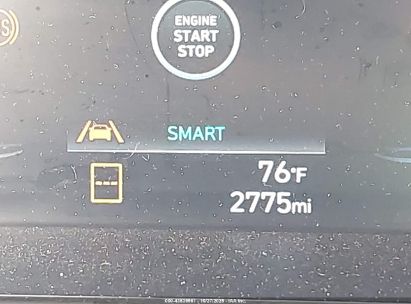 ENGINE
START
STOP
SMART
---
76°F
2775mi